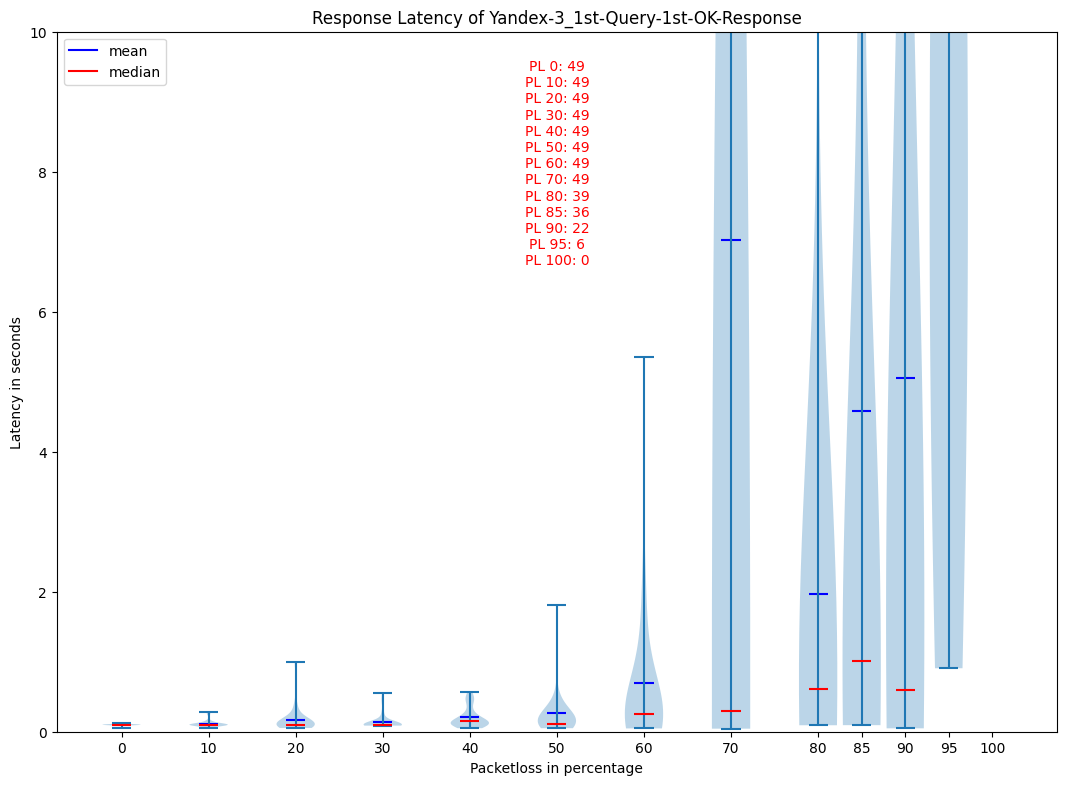 Response Latency of Yandex-3_1st-Query-1st-OK-Response
mean
median
PL 0: 49
PL 10: 49
PL 20: 49
PL 30: 49
PL 40: 49
PL 50: 49
PL 60: 49
PL 70: 49
PL 80: 39
PL 85: 36
PL 90: 22
PL 95: 6
PL 100: 0
Latency in seconds
10
8
6
4
2
0
0 10 20 30 40 50 60 70 80 85 90 95 100
Packetloss in percentage